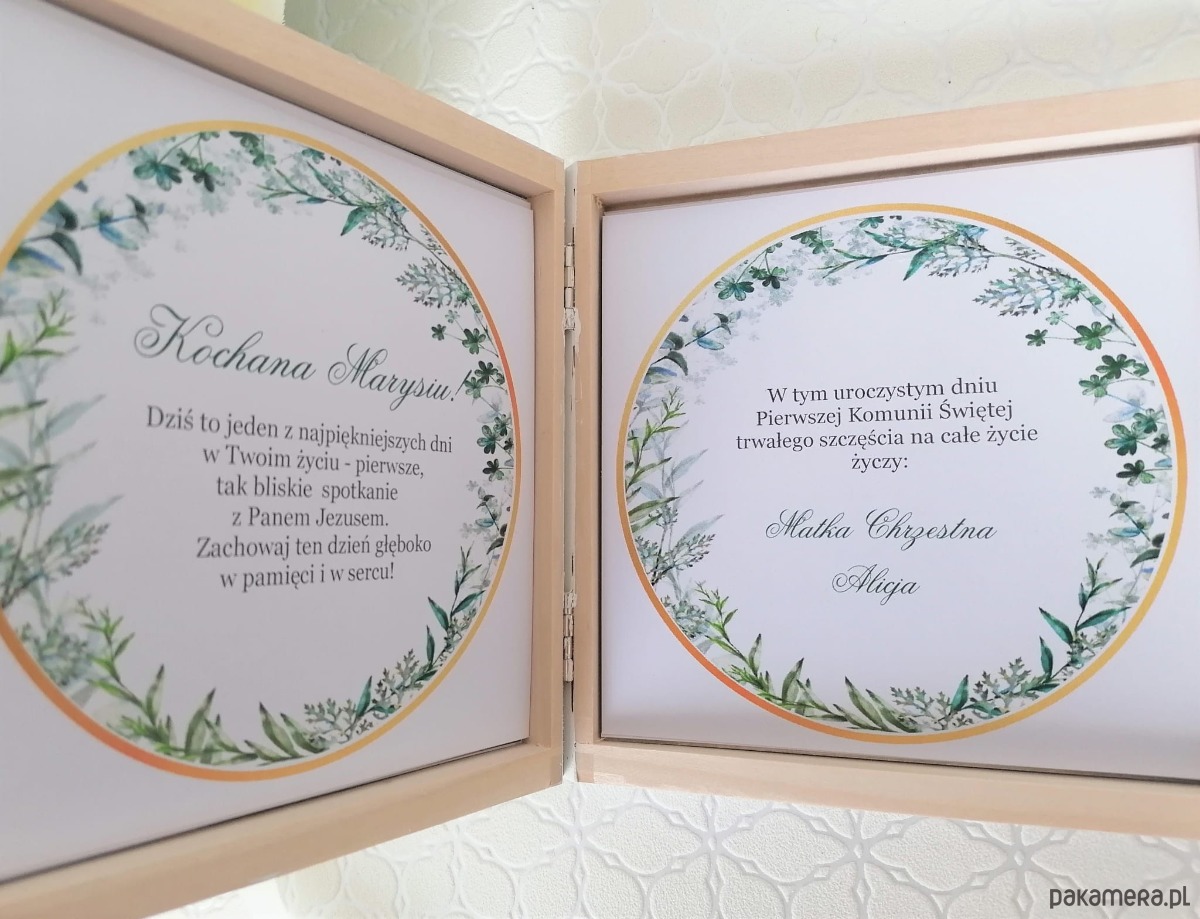 Kochana Marysiu!
Dziś to jeden z najpiękniejszych dni
w Twoim życiu - pierwsze,
tak bliskie spotkanie
z Panem Jezusem.
Zachowaj ten dzień głęboko
w pamięci i w sercu!
W tym uroczystym dniu
Pierwszej Komunii Świętej
trwałego szczęścia na całe życie
życzy:
Matka Chrzestna
Alicja
pakamera.pl